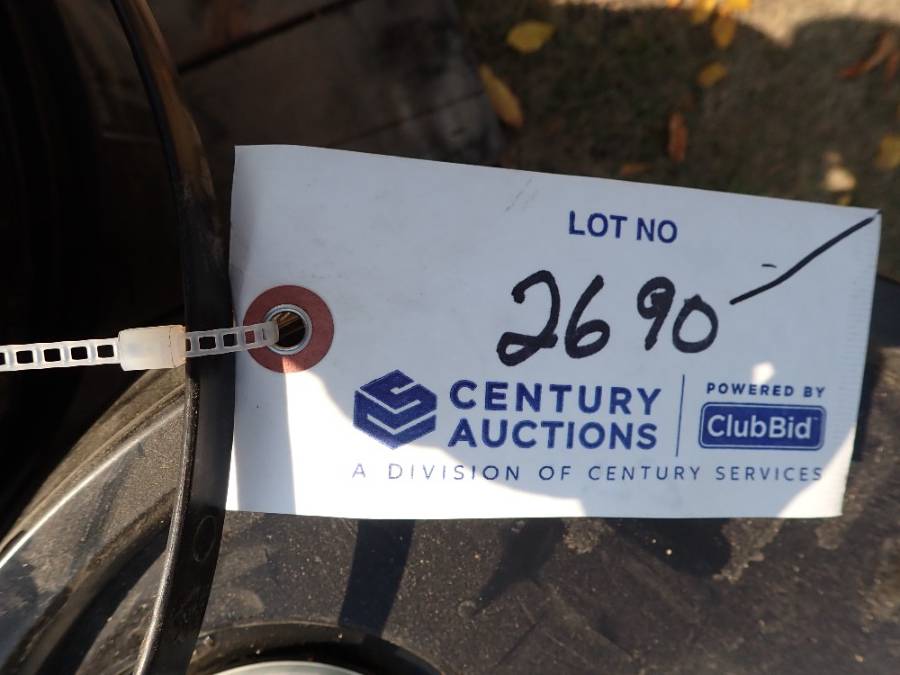 LOT NO
2690
CENTURY
AUCTIONS
POWERED BY
ClubBid
A DIVISION OF CENTURY SERVICES